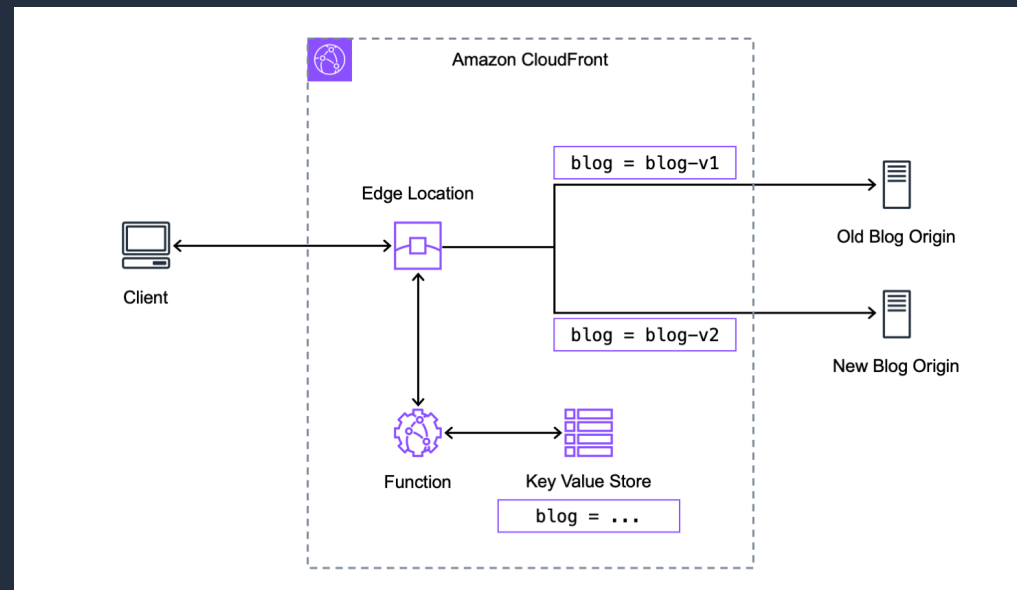 Amazon CloudFront
blog = blog-v1
Edge Location
Old Blog Origin
Client
blog = blog-v2
New Blog Origin
Function
Key Value Store
blog = ...